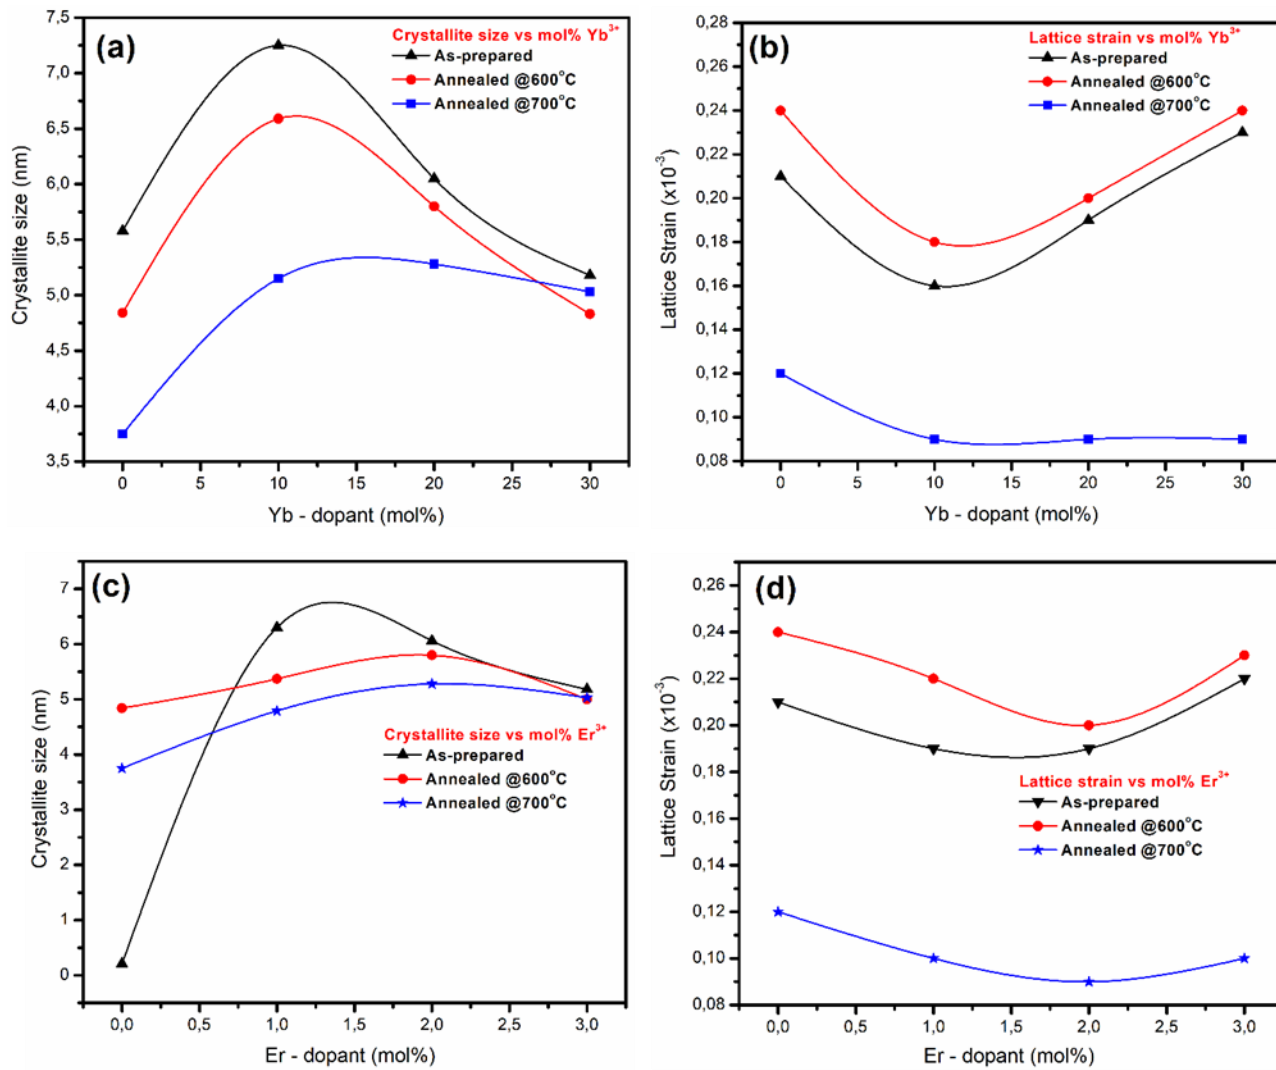 (a)
Crystallite size vs mol% Yb³⁺
As-prepared
Annealed @600°C
Annealed @700°C
7,5
7,0
6,5
6,0
5,5
5,0
4,5
4,0
3,5
Crystallite size (nm)
0 5 10 15 20 25 30
Yb - dopant (mol%)
(b)
Lattice strain vs mol% Yb³⁺
As-prepared
Annealed @600°C
Annealed @700°C
0,28
0,26
0,24
0,22
0,20
0,18
0,16
0,14
0,12
0,10
0,08
Lattice Strain (x10⁻³)
0 5 10 15 20 25 30
Yb - dopant (mol%)
(c)
7
6
5
4
3
2
1
0
Crystallite size (nm)
Crystallite size vs mol% Er³⁺
As-prepared
Annealed @600°C
Annealed @700°C
0,0 0,5 1,0 1,5 2,0 2,5 3,0
Er - dopant (mol%)
(d)
0,26
0,24
0,22
0,20
0,18
0,16
0,14
0,12
0,10
0,08
Lattice Strain (x10⁻³)
Lattice strain vs mol% Er³⁺
As-prepared
Annealed @600°C
Annealed @700°C
0,0 0,5 1,0 1,5 2,0 2,5 3,0
Er - dopant (mol%)